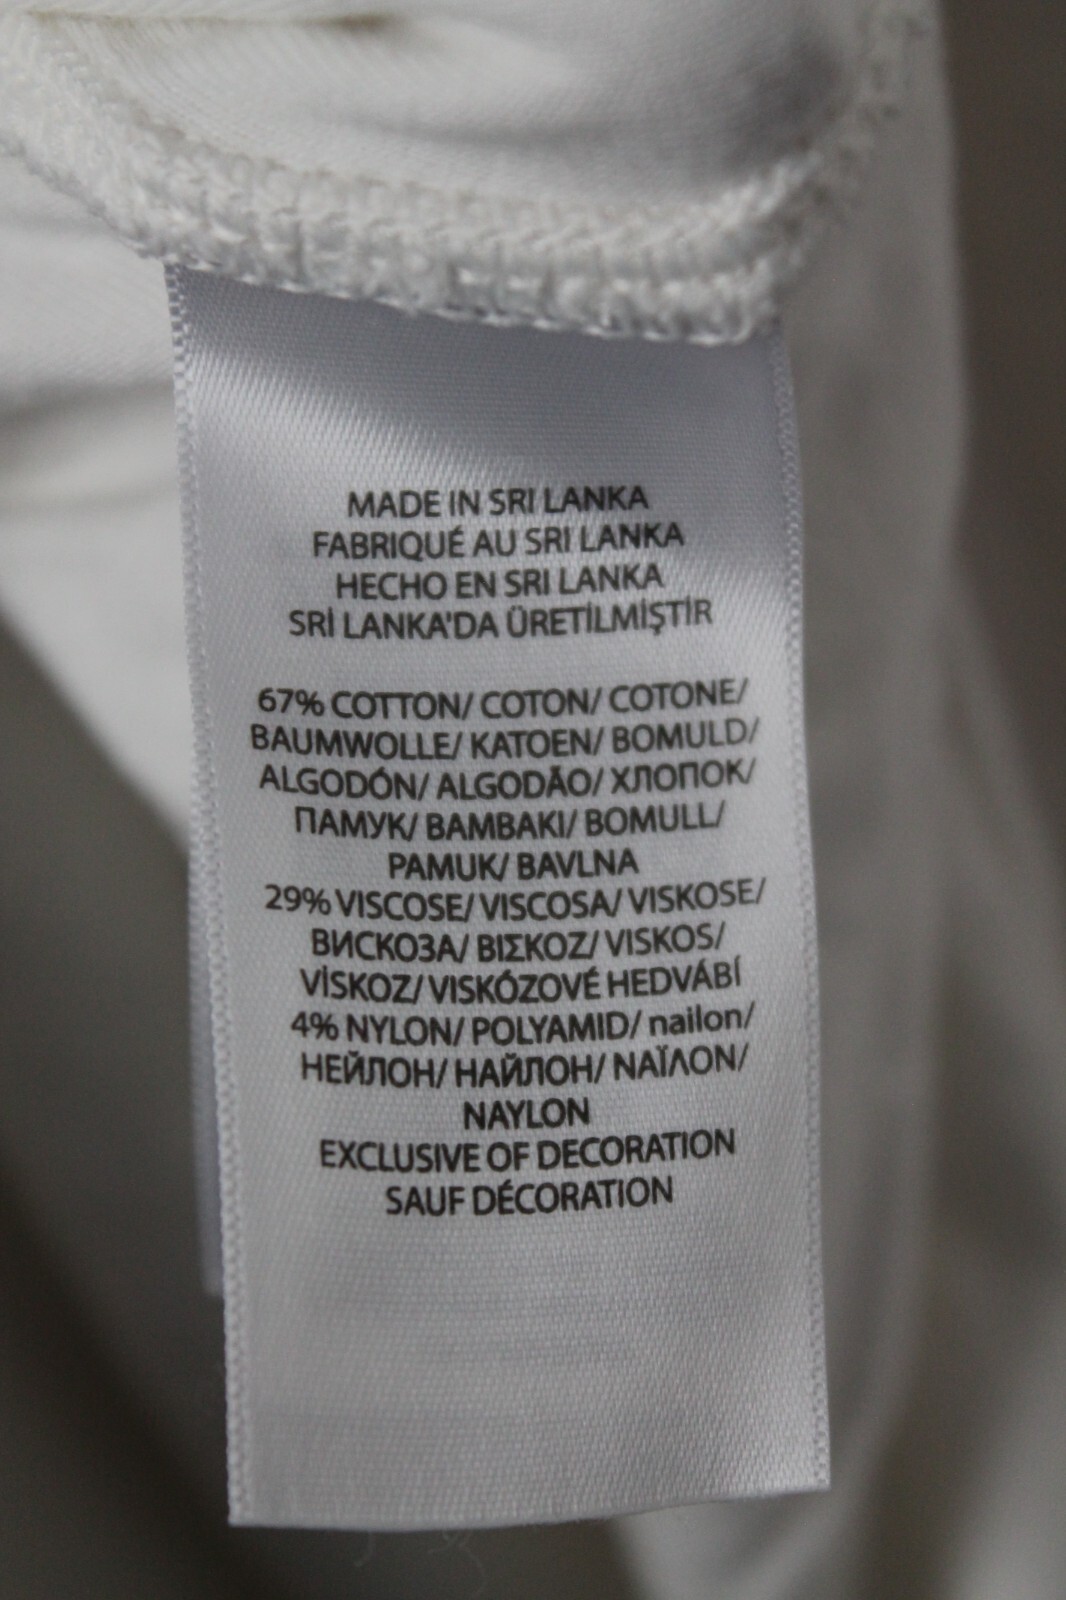 MADE IN SRI LANKA
FABRIQUÉ AU SRI LANKA
HECHO EN SRI LANKA
SRİ LANKA'DA ÜRETİLMİŞTİR
67% COTTON/ COTON/ COTONE/
BAUMWOLLE/ KATOEN/ BOMULD/
ALGODÓN/ ALGODÃO/ ХЛОПОК/
ПАМУК/ BAMBAKI/ BOMULL/
PAMUK/ BAVLNA
29% VISCOSE/ VISCOSA/ VISKOSE/
ВИСКОЗА/ ΒΙΣΚΟΖ/ VISKOS/
VİSKOZ/ VISKÓZOVÉ HEDVÁBÍ
4% NYLON/ POLYAMID/ nailon/
НЕЙЛОН/ НАЙЛОН/ ΝΑΪΛΟΝ/
NAYLON
EXCLUSIVE OF DECORATION
SAUF DÉCORATION